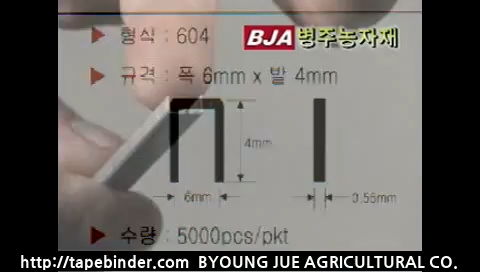 ▶ 형식 : 604
BJA 병주농자재
▶ 규격 : 폭 6mm x 발 4mm
4mm
6mm
0.55mm
▶ 수량 : 5000pcs/pkt
http://tapebinder.com BYOUNG JUE AGRICULTURAL CO.